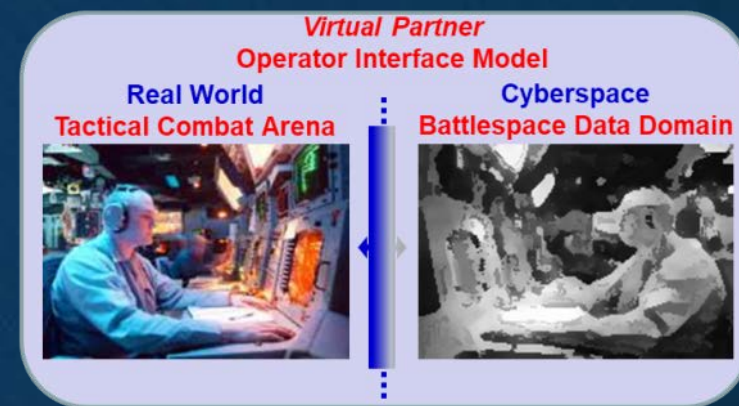 Virtual Partner
Operator Interface Model
Real World
Tactical Combat Arena
Cyberspace
Battlespace Data Domain